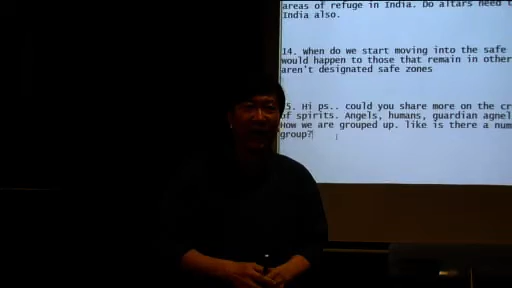 areas of refuge in India. Do altars need t
India also.
14. when do we start moving into the safe
would happen to those that remain in other
aren't designated safe zones
5. Hi ps.. could you share more on the cr
of spirits. Angels, humans, guardian agnel
How we are grouped up. like is there a num
group?